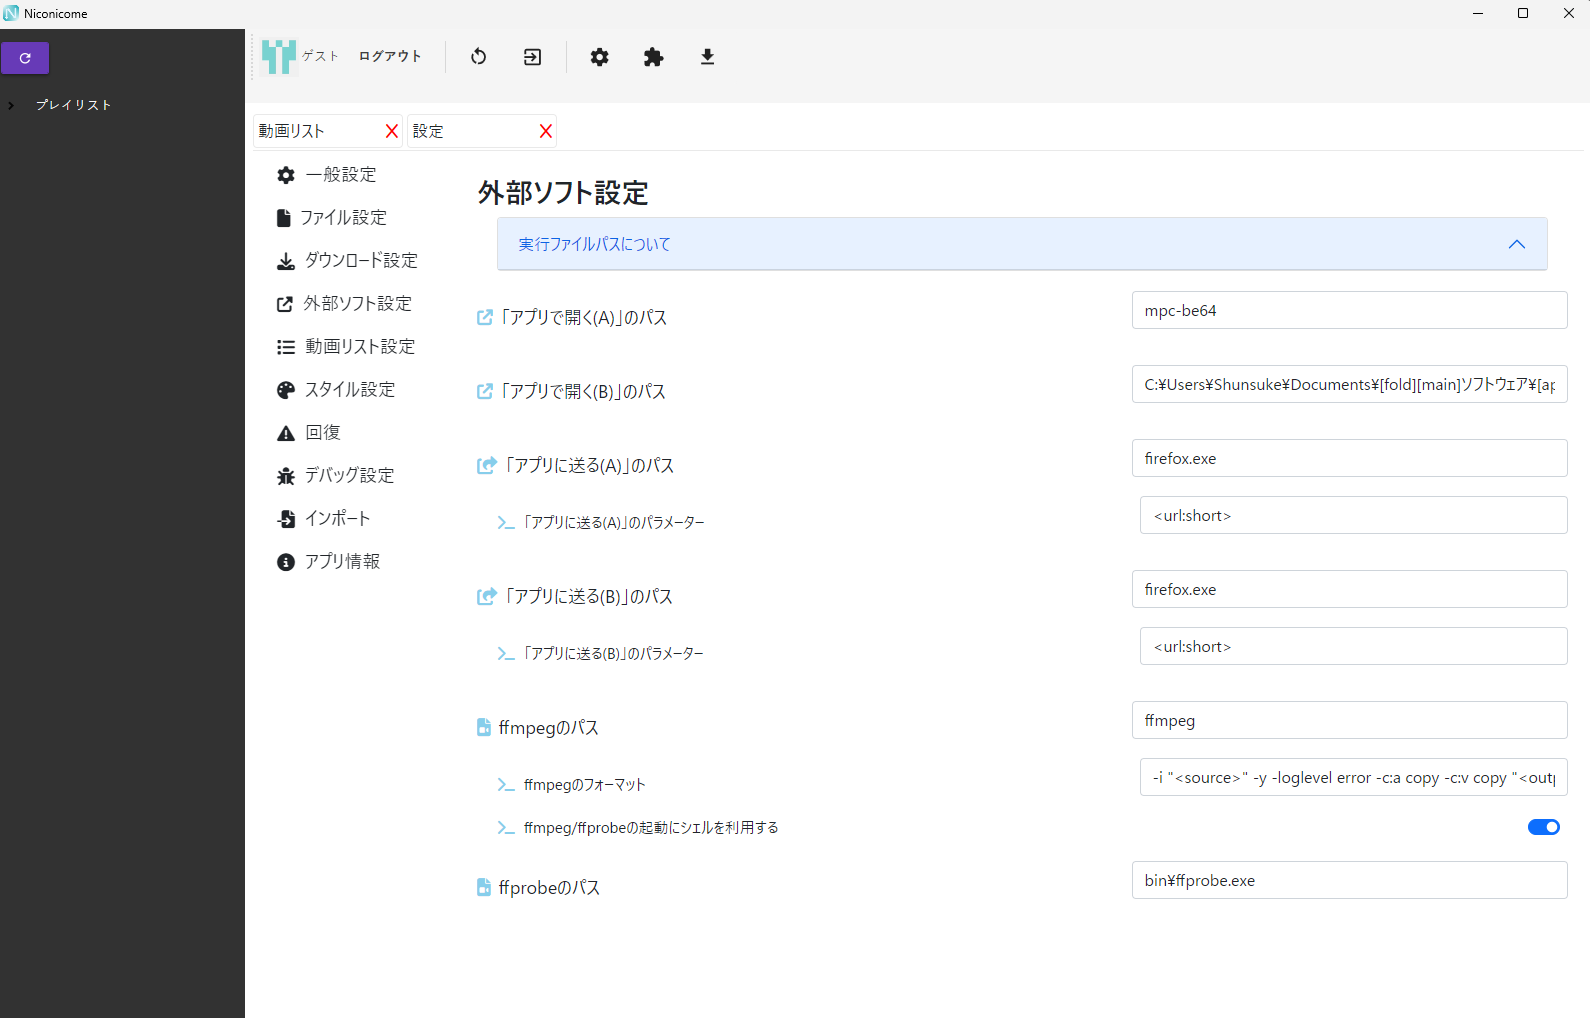 Niconicome
ゲスト ログアウト
プレイリスト
動画リスト X 設定 X
一般設定
ファイル設定
ダウンロード設定
外部ソフト設定
動画リスト設定
スタイル設定
回復
デバッグ設定
インポート
アプリ情報
外部ソフト設定
実行ファイルパスについて
「アプリで開く(A)」のパス mpc-be64
「アプリで開く(B)」のパス C:¥Users¥Shunsuke¥Documents¥[fold][main]ソフトウェア¥[ap
「アプリに送る(A)」のパス firefox.exe
「アプリに送る(A)」のパラメーター <url:short>
「アプリに送る(B)」のパス firefox.exe
「アプリに送る(B)」のパラメーター <url:short>
ffmpegのパス ffmpeg
ffmpegのフォーマット -i "<source>" -y -loglevel error -c:a copy -c:v copy "<outp
ffmpeg/ffprobeの起動にシェルを利用する
ffprobeのパス bin¥ffprobe.exe